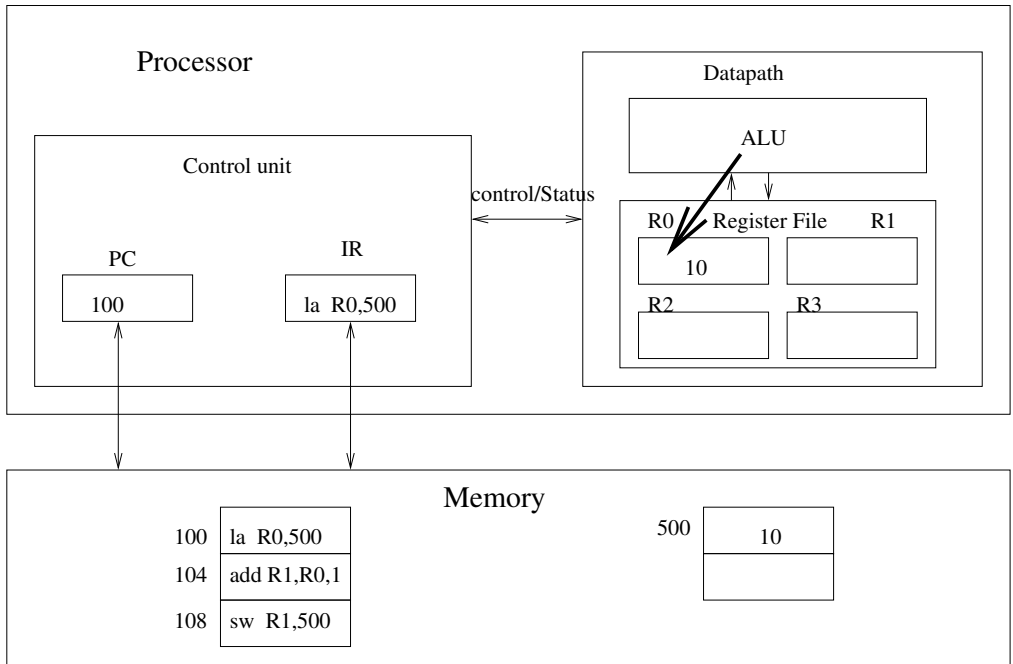 Processor
Datapath
ALU
Control unit
control/Status
R0 Register File R1
PC
IR
10
100
la R0,500
R2
R3
Memory
100 la R0,500
104 add R1,R0,1
108 sw R1,500
500 10